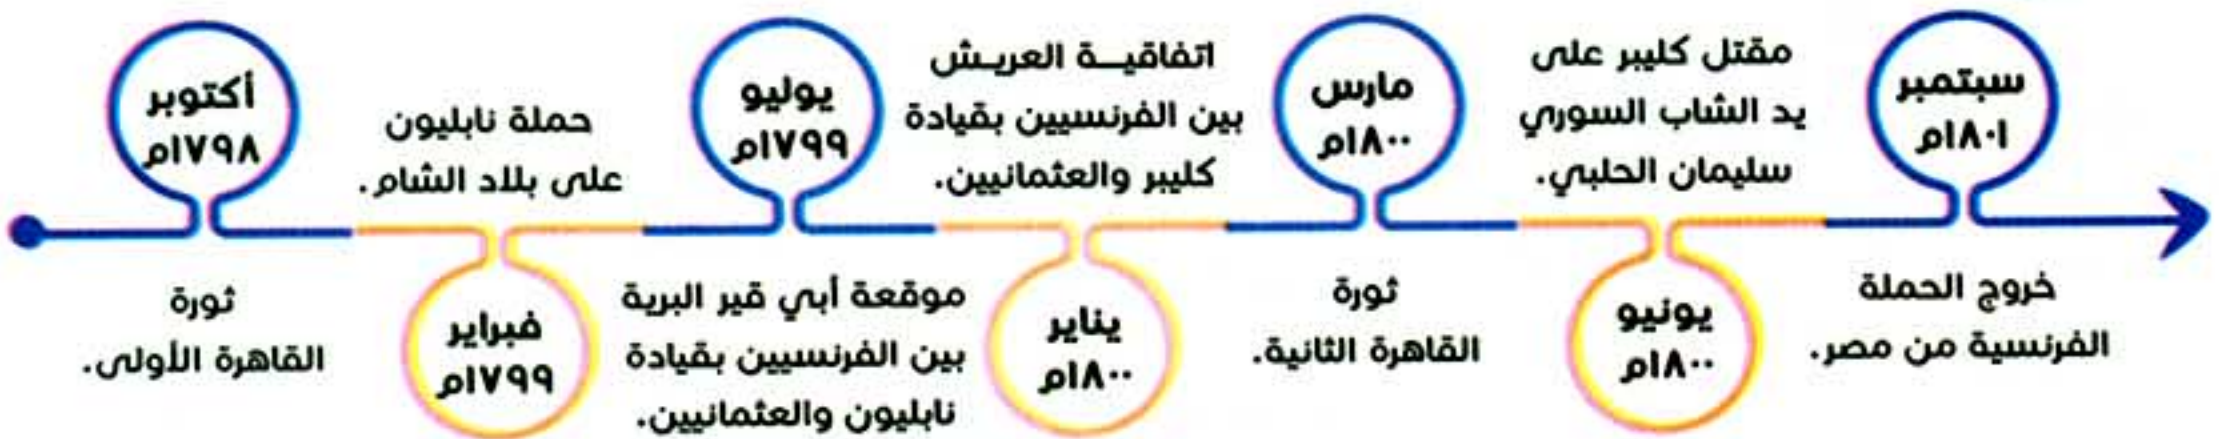 أكتوبر
١٧٩٨م
ثورة
القاهرة الأولى.
حملة نابليون
على بلاد الشام.
فبراير
١٧٩٩م
يوليو
١٧٩٩م
موقعة أبي قير البرية
بين الفرنسيين بقيادة
نابليون والعثمانيين.
اتفاقيـة العريـش
بين الفرنسيين بقيادة
كليبر والعثمانيين.
يناير
١٨٠٠م
مارس
١٨٠٠م
ثورة
القاهرة الثانية.
مقتل كليبر على
يد الشاب السوري
سليمان الحلبي.
يونيو
١٨٠٠م
سبتمبر
١٨٠١م
خروج الحملة
الفرنسية من مصر.